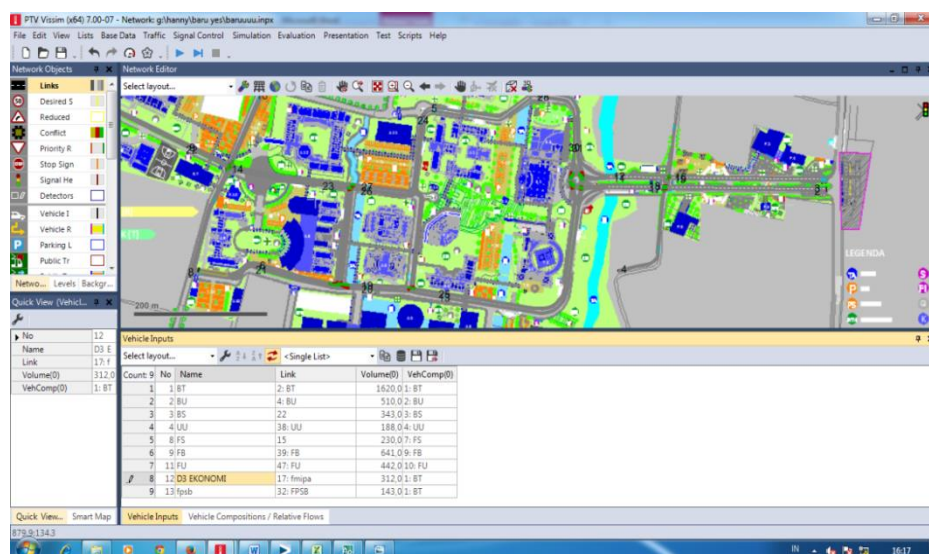 PTV Vissim (x64) 7.00-07 - Network: g:\hanny\baru yes\baruuuu.inpx
File Edit View Lists Base Data Traffic Signal Control Simulation Evaluation Presentation Test Scripts Help
Network Objects
Network Editor
Links
Select layout...
Desired S
Reduced
Conflict
Priority R
Stop Sign
Signal He
Detectors
Vehicle I
Vehicle R
Parking L
Public Tr
Netwo... Levels Backgr...
200 m
LEGENDA
Quick View (Vehicl...
No 12
Name D3 E
Link 17: f
Volume(0) 312,0
VehComp(0) 1: BT
Vehicle Inputs
Select layout... <Single List>
Count: 9 No Name Link Volume(0) VehComp(0)
1 1 BT 2: BT 1620,0 1: BT
2 2 BU 4: BU 510,0 2: BU
3 3 BS 22 343,0 3: BS
4 4 UU 38: UU 188,0 4: UU
5 8 FS 15 230,0 7: FS
6 9 FB 39: FB 641,0 9: FB
7 11 FU 47: FU 442,0 10: FU
8 12 D3 EKONOMI 17: fmipa 312,0 1: BT
9 13 fpsb 32: FPSB 143,0 1: BT
Quick View... Smart Map
Vehicle Inputs Vehicle Compositions / Relative Flows
879.9:134.3
IN 16:17